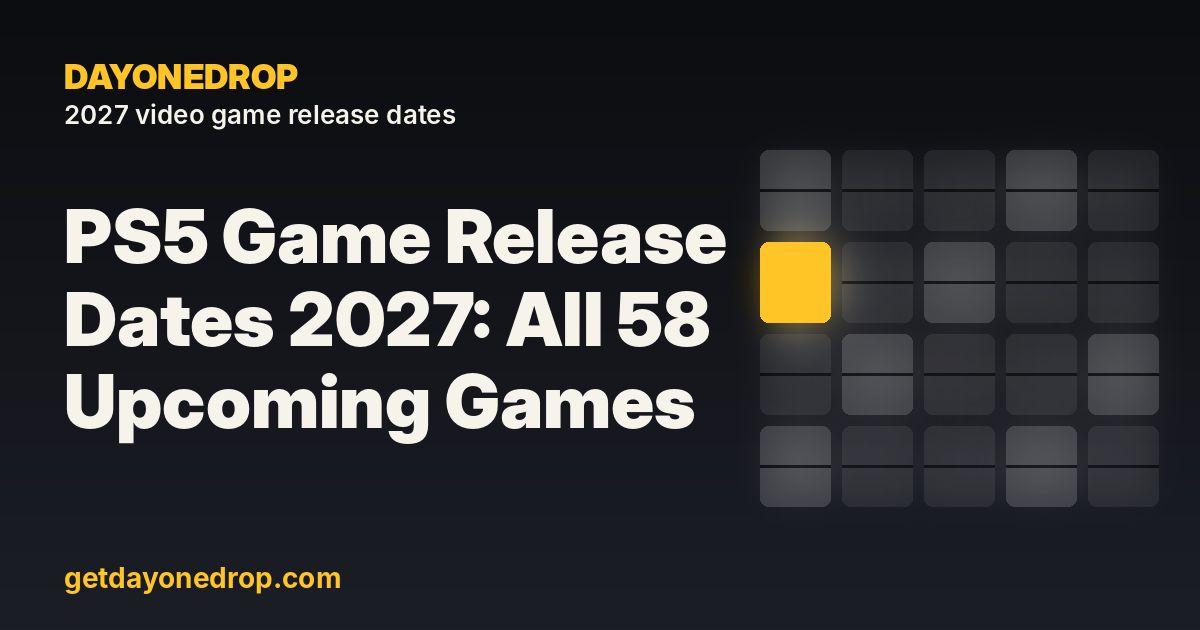 DAYONEDROP
2027 video game release dates
PS5 Game Release
Dates 2027: All 58
Upcoming Games
getdayonedrop.com